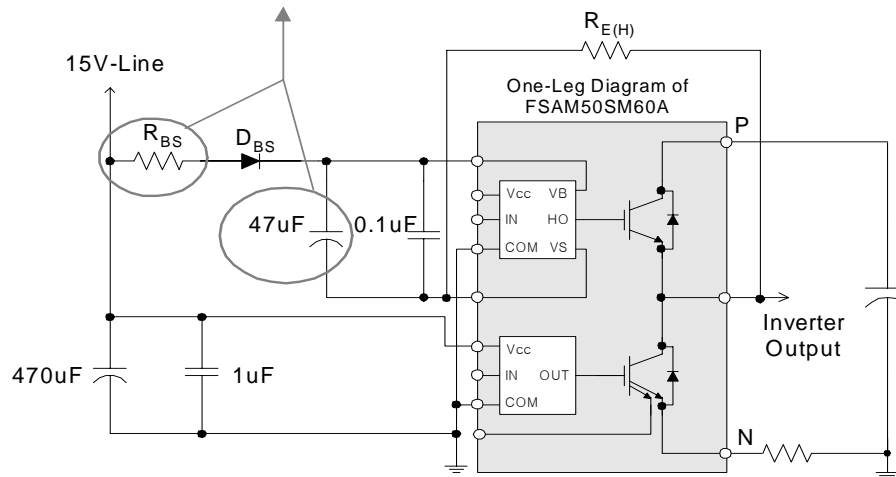 R_E(H)
15V-Line
One-Leg Diagram of
FSAM50SM60A
P
R_BS
D_BS
Vcc VB
47uF 0.1uF
IN HO
COM VS
Inverter
Output
Vcc
470uF 1uF
IN OUT
COM
N